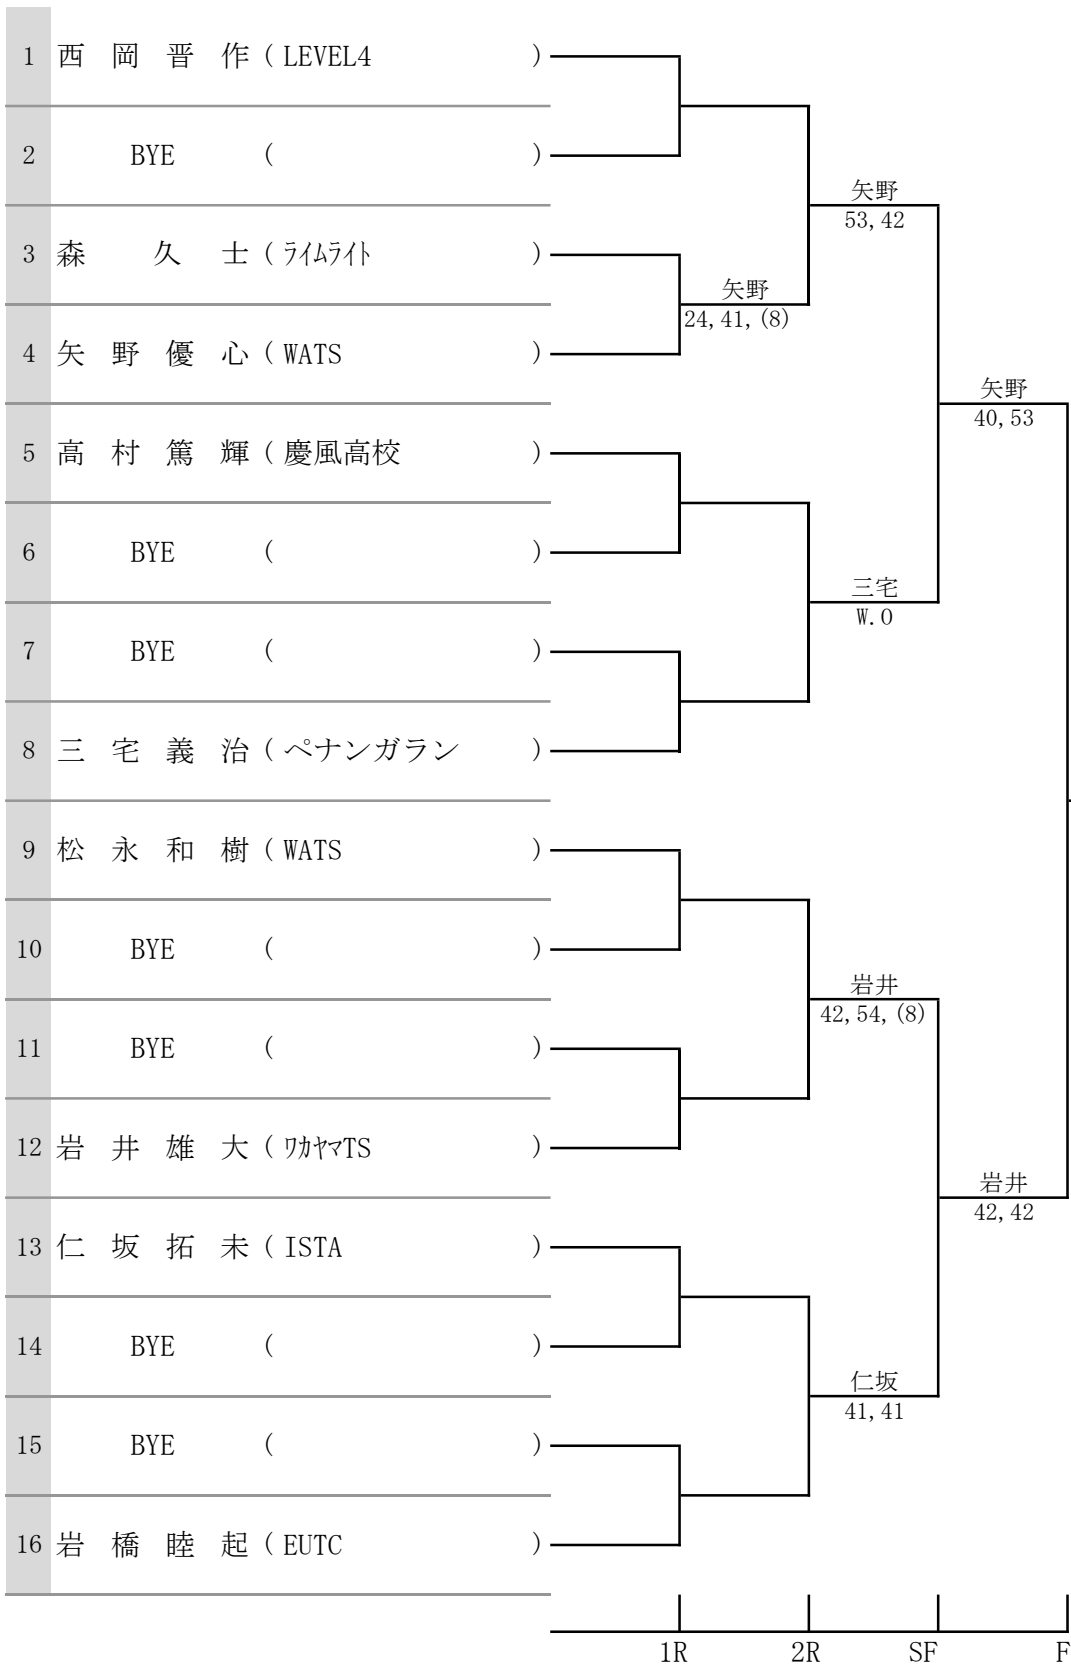 1 西岡晋作 ( LEVEL4 )
2 BYE ( )
矢野
53,42
3 森久士 ( ﾗｲﾑﾗｲﾄ )
矢野
24,41,(8)
4 矢野優心 ( WATS )
矢野
40,53
5 高村篤輝 ( 慶風高校 )
6 BYE ( )
三宅
W.O
7 BYE ( )
8 三宅義治 ( ペナンガラン )
9 松永和樹 ( WATS )
10 BYE ( )
岩井
42,54,(8)
11 BYE ( )
12 岩井雄大 ( ﾜｶﾔﾏTS )
岩井
42,42
13 仁坂拓未 ( ISTA )
14 BYE ( )
仁坂
41,41
15 BYE ( )
16 岩橋睦起 ( EUTC )
1R 2R SF F